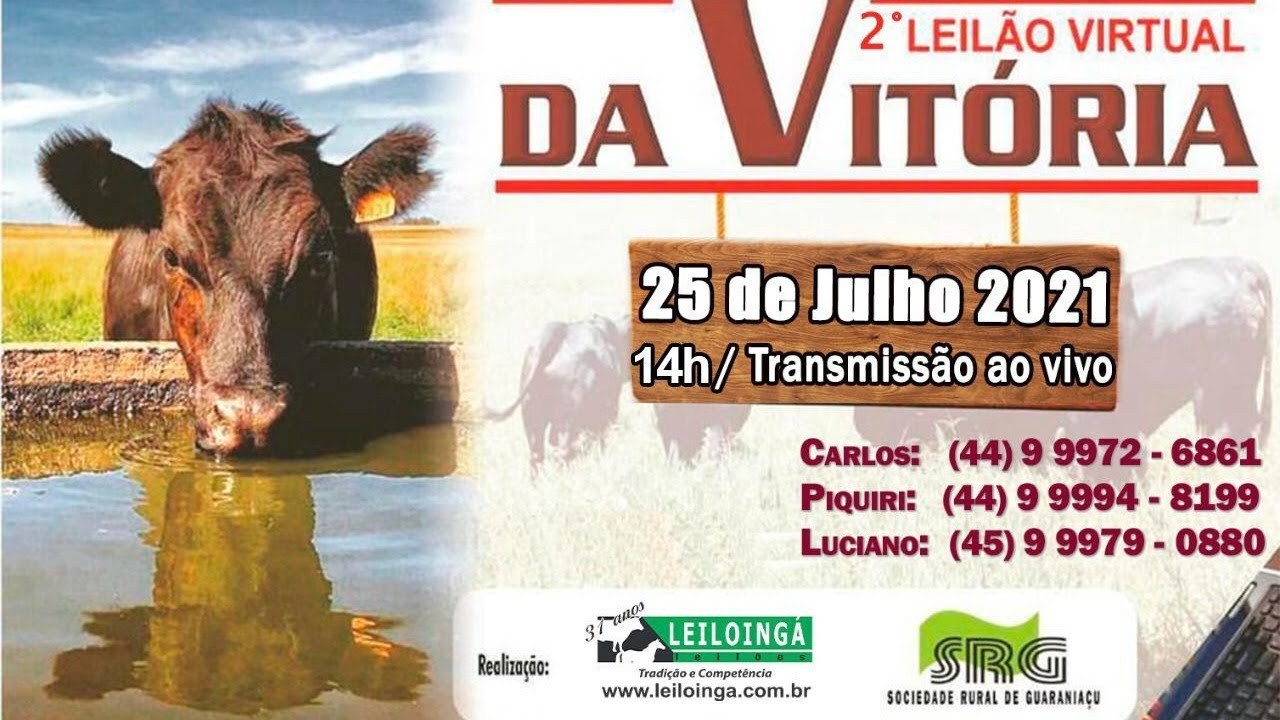 2° LEILÃO VIRTUAL
DA VITÓRIA
25 de Julho 2021
14h / Transmissão ao vivo
CARLOS: (44) 9 9972 - 6861
PIQUIRI: (44) 9 9994 - 8199
LUCIANO: (45) 9 9979 - 0880
Realização:
37 anos
LEILOINGÁ
leilões
Tradição e Competência
www.leiloinga.com.br
SRG
SOCIEDADE RURAL DE GUARANIAÇU